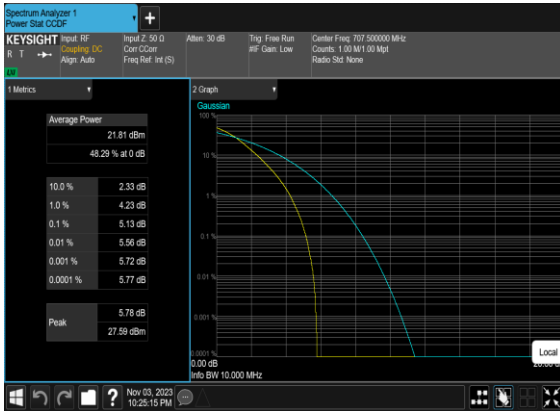 Spectrum Analyzer 1
Power Stat CCDF
+
KEYSIGHT
R T
LXI
Input: RF
Coupling: DC
Align: Auto
Input Z: 50 Ω
Corr CCorr
Freq Ref: Int (S)
Atten: 30 dB
Trig: Free Run
#IF Gain: Low
Center Freq: 707.500000 MHz
Counts: 1.00 M/1.00 Mpt
Radio Std: None
1 Metrics
Average Power
21.81 dBm
48.29 % at 0 dB
10.0 % 2.33 dB
1.0 % 4.23 dB
0.1 % 5.13 dB
0.01 % 5.56 dB
0.001 % 5.72 dB
0.0001 % 5.77 dB
Peak
5.78 dB
27.59 dBm
2 Graph
Gaussian
100 %
10 %
1 %
0.1 %
0.01 %
0.001 %
0.0001 %
0.00 dB
Info BW 10.000 MHz
Local
?
Nov 03, 2023
10:25:15 PM